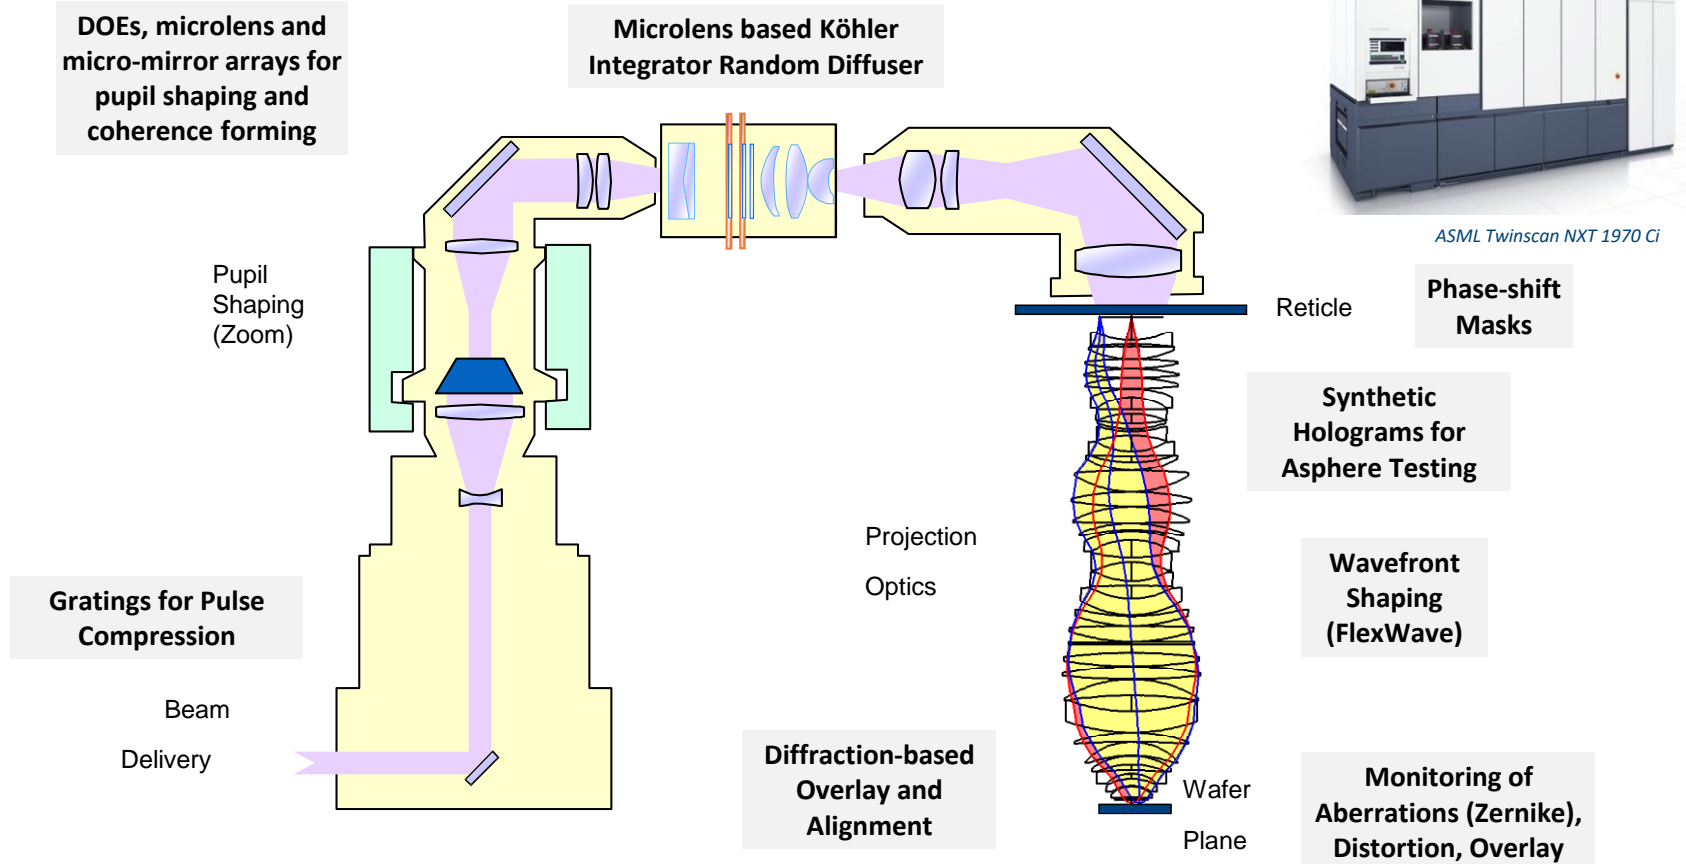 DOEs, microlens and
micro-mirror arrays for
pupil shaping and
coherence forming
Microlens based Köhler
Integrator Random Diffuser
ASML Twinscan NXT 1970 Ci
Pupil
Shaping
(Zoom)
Reticle
Phase-shift
Masks
Synthetic
Holograms for
Asphere Testing
Projection
Optics
Wavefront
Shaping
(FlexWave)
Gratings for Pulse
Compression
Beam
Delivery
Diffraction-based
Overlay and
Alignment
Wafer
Plane
Monitoring of
Aberrations (Zernike),
Distortion, Overlay